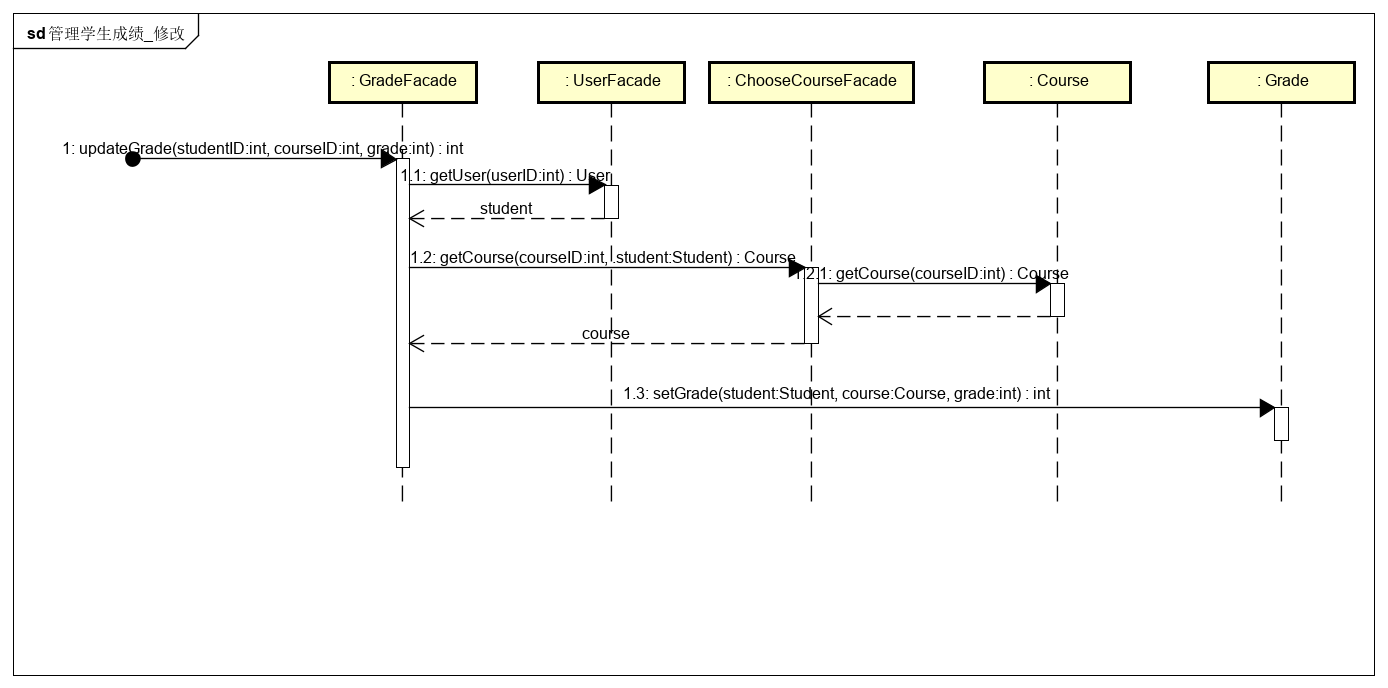 sd 管理学生成绩_修改
: GradeFacade
: UserFacade
: ChooseCourseFacade
: Course
: Grade
1: updateGrade(studentID:int, courseID:int, grade:int) : int
1.1: getUser(userID:int) : User
student
1.2: getCourse(courseID:int, student:Student) : Course
1.2.1: getCourse(courseID:int) : Course
course
1.3: setGrade(student:Student, course:Course, grade:int) : int